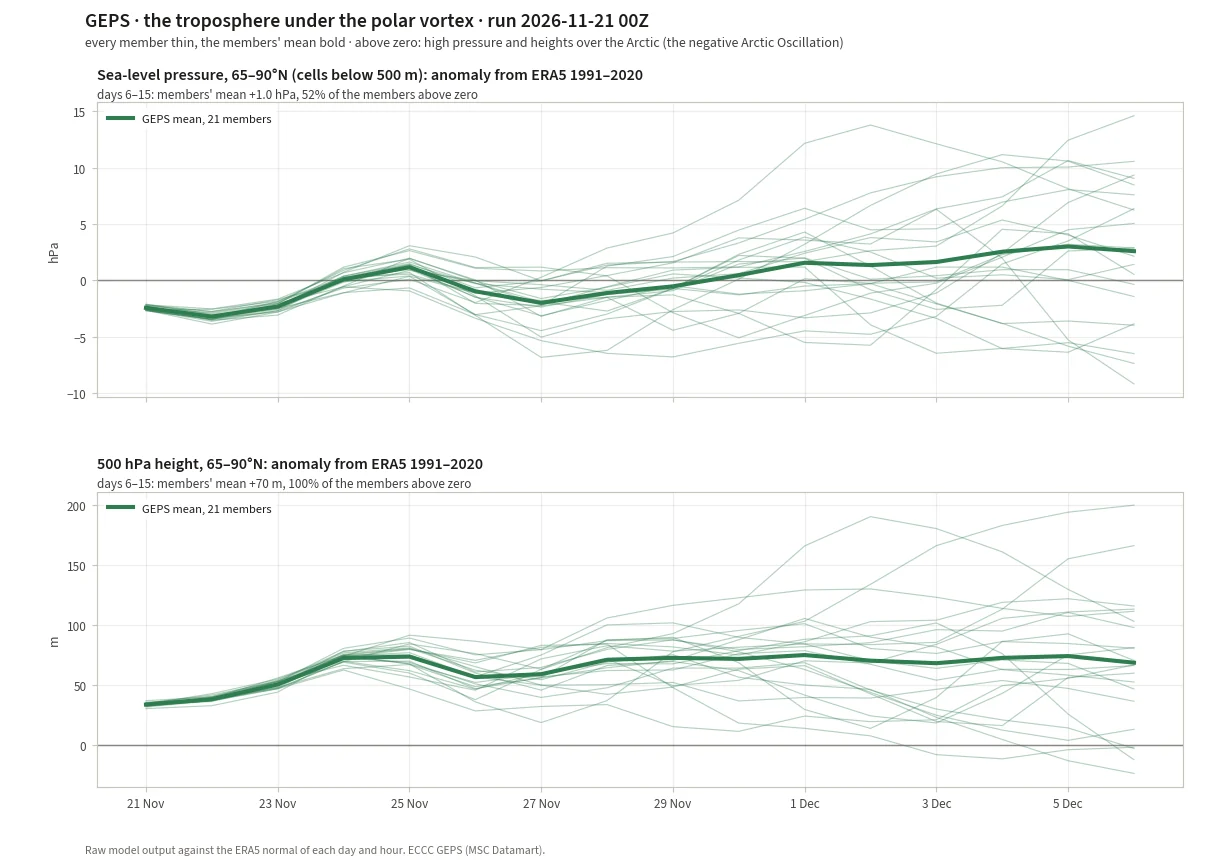 GEPS · the troposphere under the polar vortex · run 2026-11-21 00Z
every member thin, the members' mean bold · above zero: high pressure and heights over the Arctic (the negative Arctic Oscillation)
Sea-level pressure, 65–90°N (cells below 500 m): anomaly from ERA5 1991–2020
days 6–15: members' mean +1.0 hPa, 52% of the members above zero
GEPS mean, 21 members
15
10
5
0
−5
−10
hPa
500 hPa height, 65–90°N: anomaly from ERA5 1991–2020
days 6–15: members' mean +70 m, 100% of the members above zero
GEPS mean, 21 members
200
150
100
50
0
m
21 Nov 23 Nov 25 Nov 27 Nov 29 Nov 1 Dec 3 Dec 5 Dec
Raw model output against the ERA5 normal of each day and hour. ECCC GEPS (MSC Datamart).